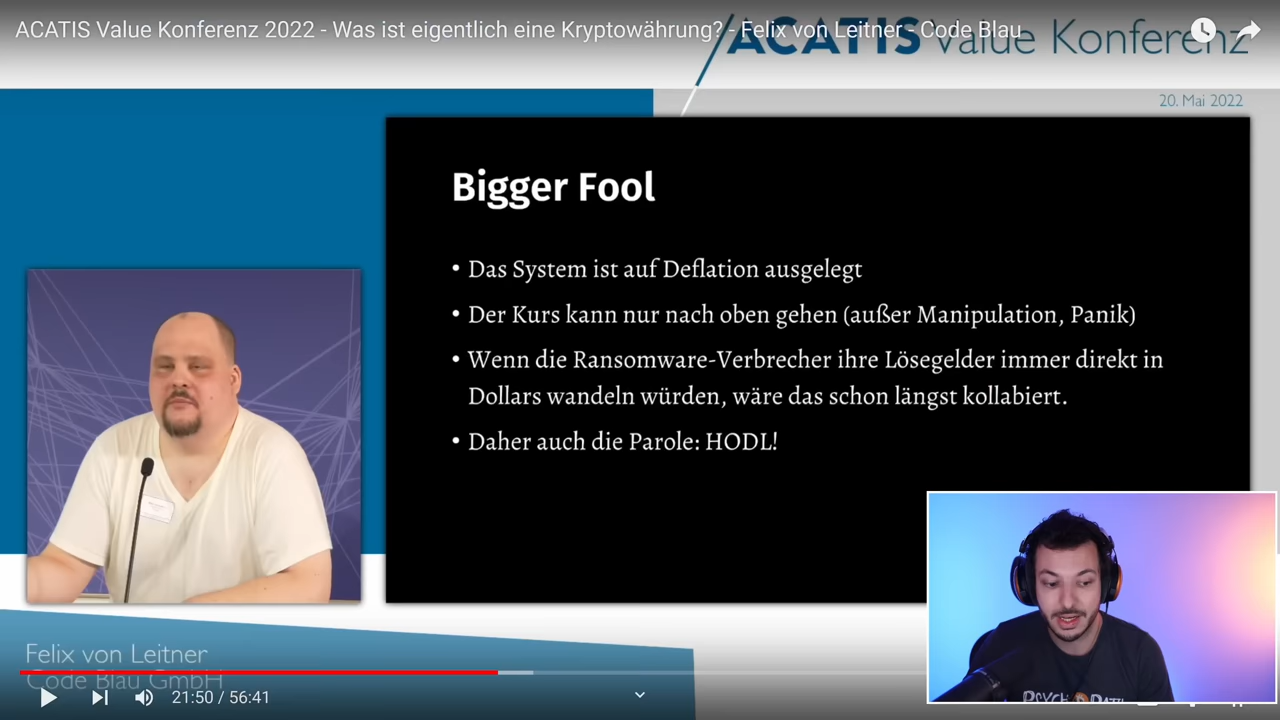 ACATIS Value Konferenz 2022 - Was ist eigentlich eine Kryptowährung? - Felix von Leitner - Code Blau
ACATIS Value Konferenz
20. Mai 2022
Bigger Fool
• Das System ist auf Deflation ausgelegt
• Der Kurs kann nur nach oben gehen (außer Manipulation, Panik)
• Wenn die Ransomware-Verbrecher ihre Lösegelder immer direkt in
Dollars wandeln würden, wäre das schon längst kollabiert.
• Daher auch die Parole: HODL!
Felix von Leitner
Code Blau GmbH
21:50 / 56:41